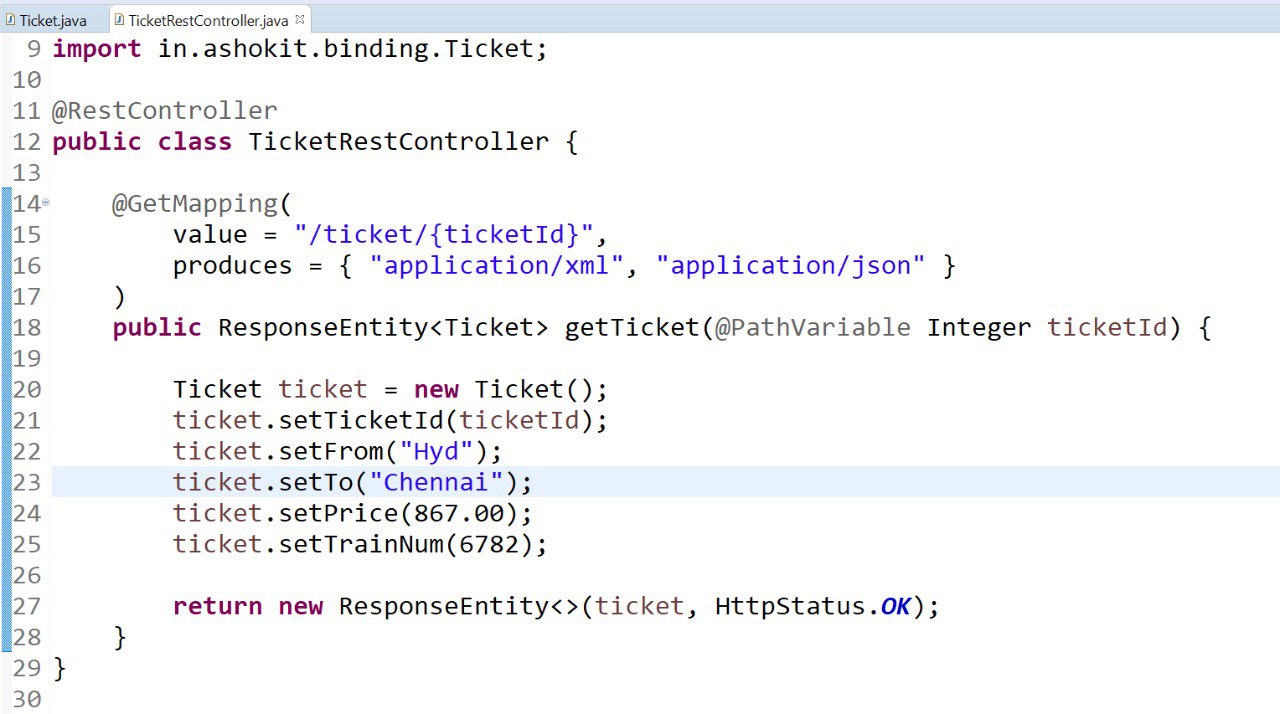 Ticket.java TicketRestController.java
9 import in.ashokit.binding.Ticket;
10
11 @RestController
12 public class TicketRestController {
13
14 @GetMapping(
15 value = "/ticket/{ticketId}",
16 produces = { "application/xml", "application/json" }
17 )
18 public ResponseEntity<Ticket> getTicket(@PathVariable Integer ticketId) {
19
20 Ticket ticket = new Ticket();
21 ticket.setTicketId(ticketId);
22 ticket.setFrom("Hyd");
23 ticket.setTo("Chennai");
24 ticket.setPrice(867.00);
25 ticket.setTrainNum(6782);
26
27 return new ResponseEntity<>(ticket, HttpStatus.OK);
28 }
29 }
30